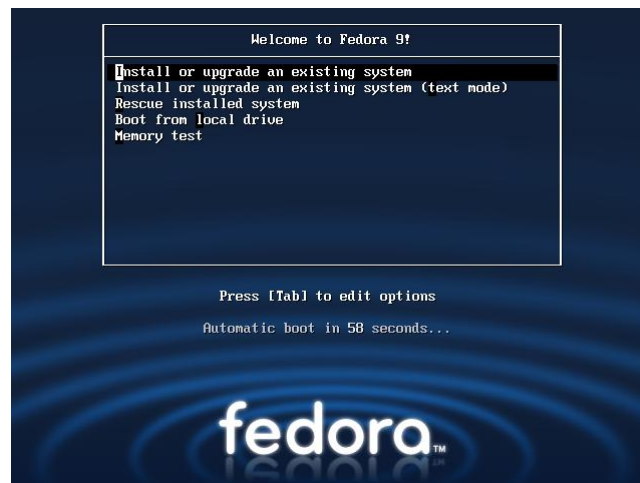 Welcome to Fedora 9!
Install or upgrade an existing system
Install or upgrade an existing system (text mode)
Rescue installed system
Boot from local drive
Memory test
Press [Tab] to edit options
Automatic boot in 58 seconds...
fedora™